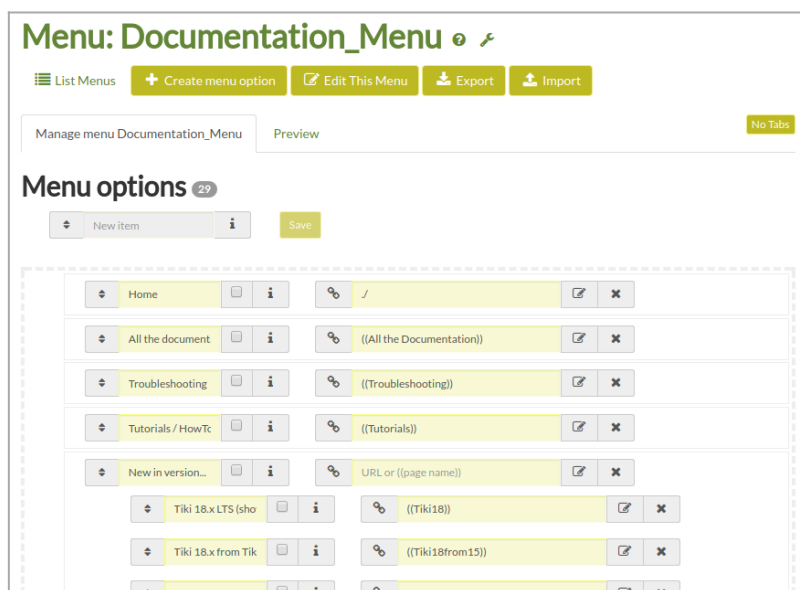 Menu: Documentation_Menu
List Menus Create menu option Edit This Menu Export Import
Manage menu Documentation_Menu Preview No Tabs
Menu options 29
New item Save
Home ./
All the document ((All the Documentation))
Troubleshooting ((Troubleshooting))
Tutorials / HowTo ((Tutorials))
New in version... URL or ((page name))
Tiki 18.x LTS (sho ((Tiki18))
Tiki 18.x from Tik ((Tiki18from15))